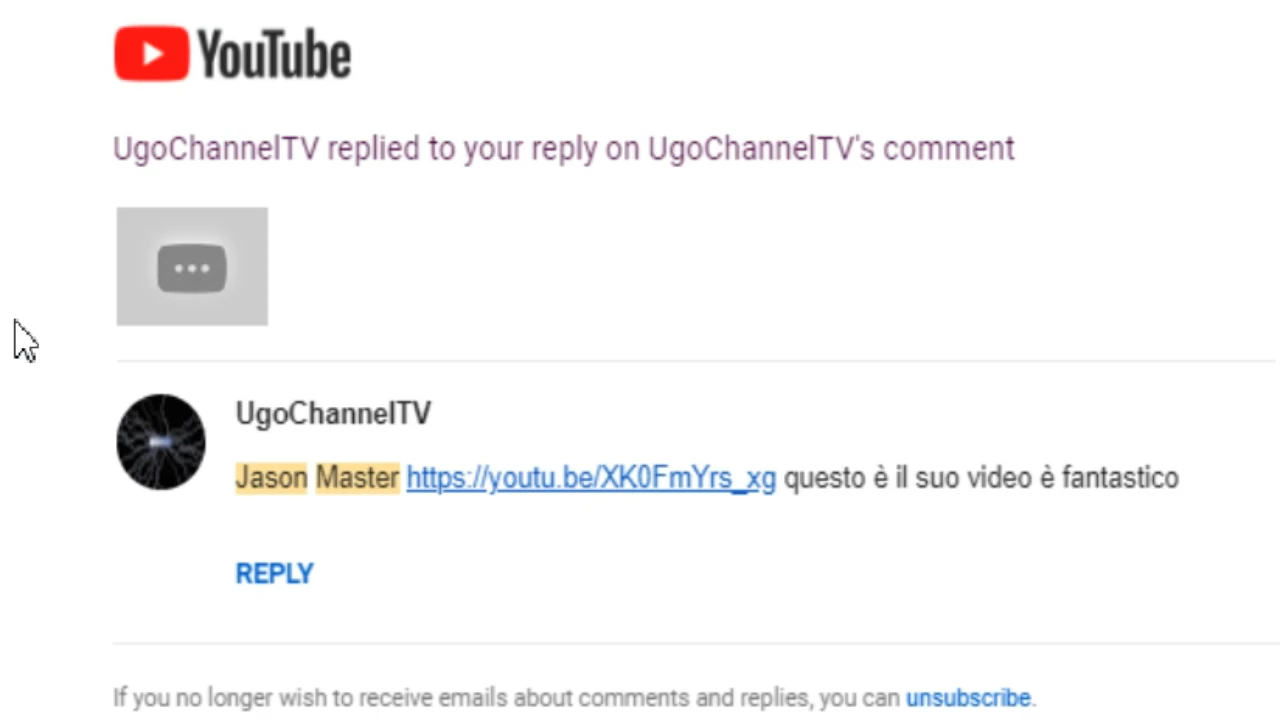 YouTube
UgoChannelTV replied to your reply on UgoChannelTV's comment
UgoChannelTV
Jason Master https://youtu.be/XK0FmYrs_xg questo è il suo video è fantastico
REPLY
If you no longer wish to receive emails about comments and replies, you can unsubscribe.